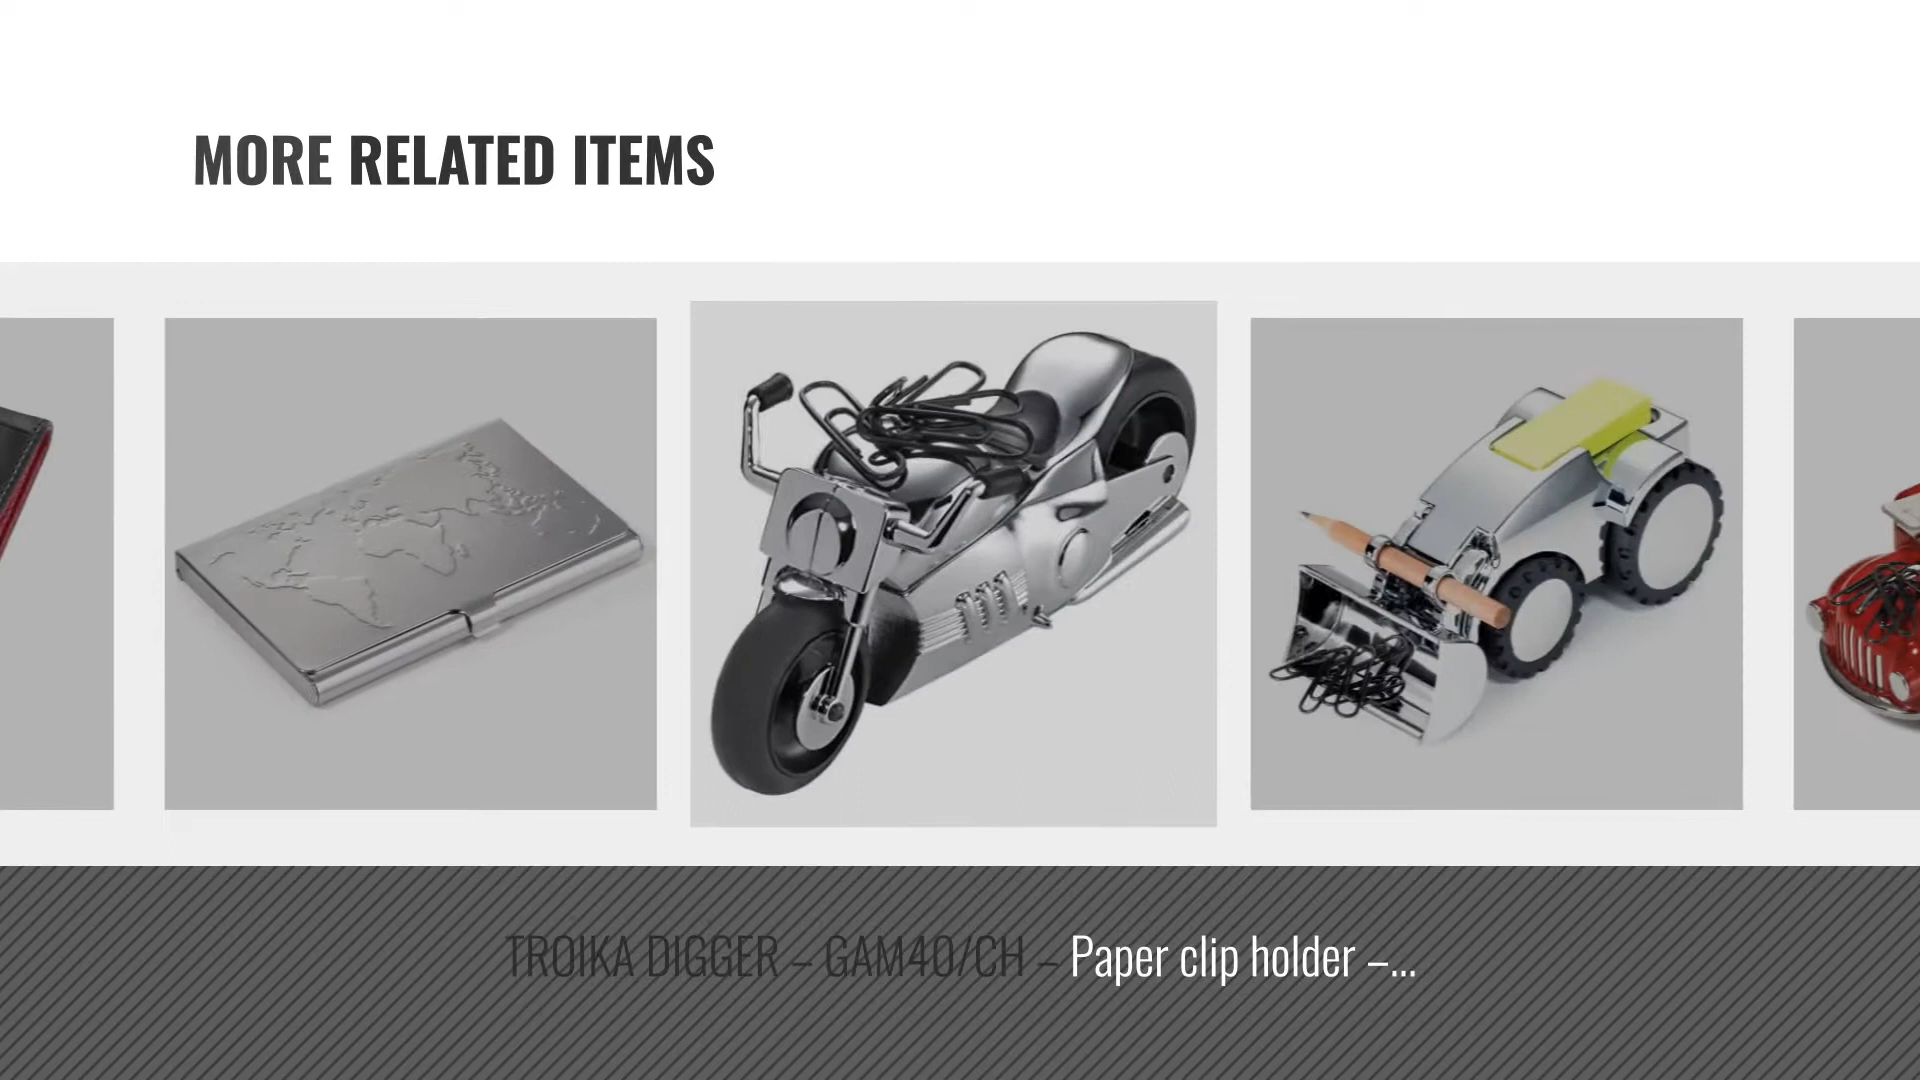 MORE RELATED ITEMS
TROIKA DIGGER – GAM40/CH – Paper clip holder –...